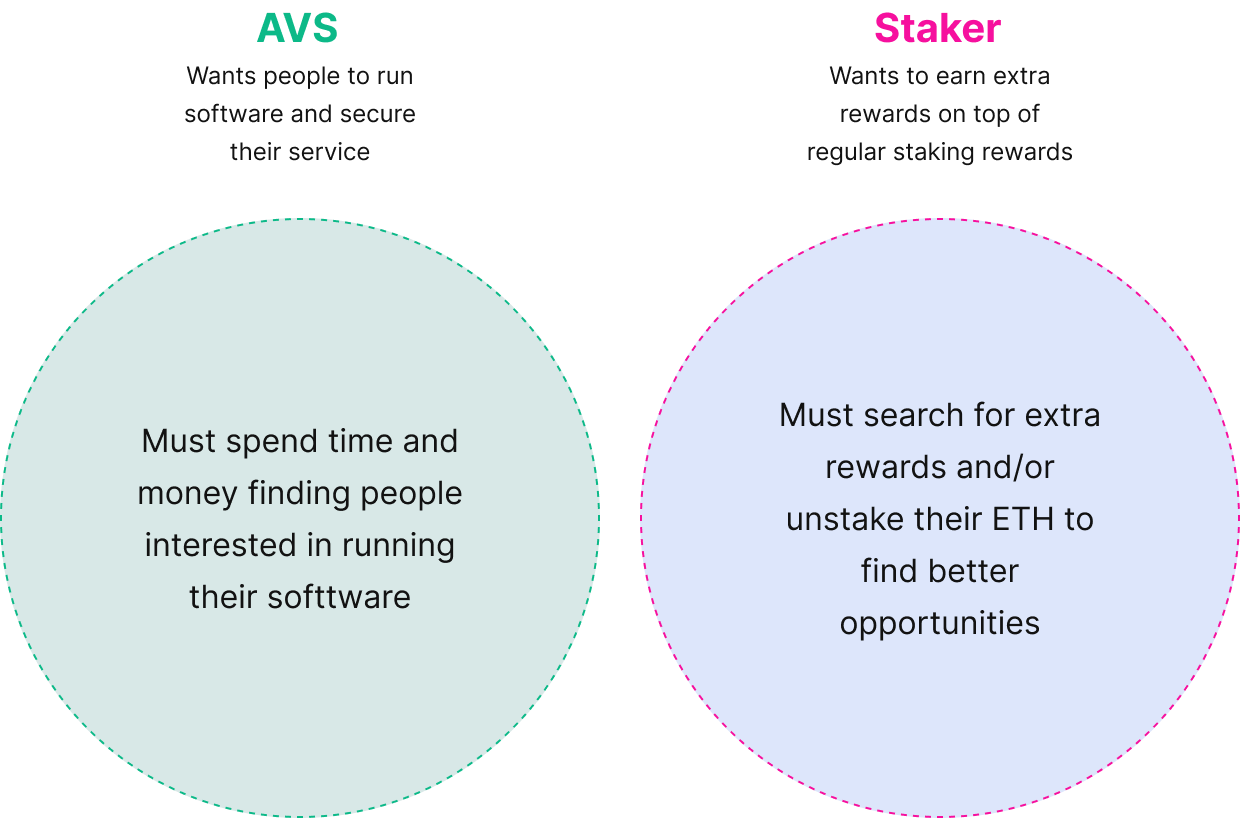 AVS
Wants people to run
software and secure
their service
Must spend time and
money finding people
interested in running
their softtware
Staker
Wants to earn extra
rewards on top of
regular staking rewards
Must search for extra
rewards and/or
unstake their ETH to
find better
opportunities